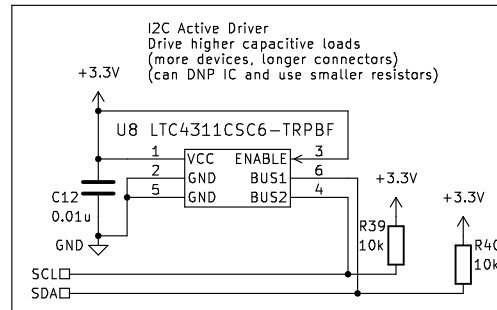 I2C Active Driver
Drive higher capacitive loads
(more devices, longer connectors)
(can DNP IC and use smaller resistors)
+3.3V
U8 LTC4311CSC6-TRPBF
1 VCC ENABLE 3
2 GND BUS1 6
5 GND BUS2 4
C12
0.01u
GND
+3.3V
+3.3V
R39
10k
R40
10k
SCL
SDA